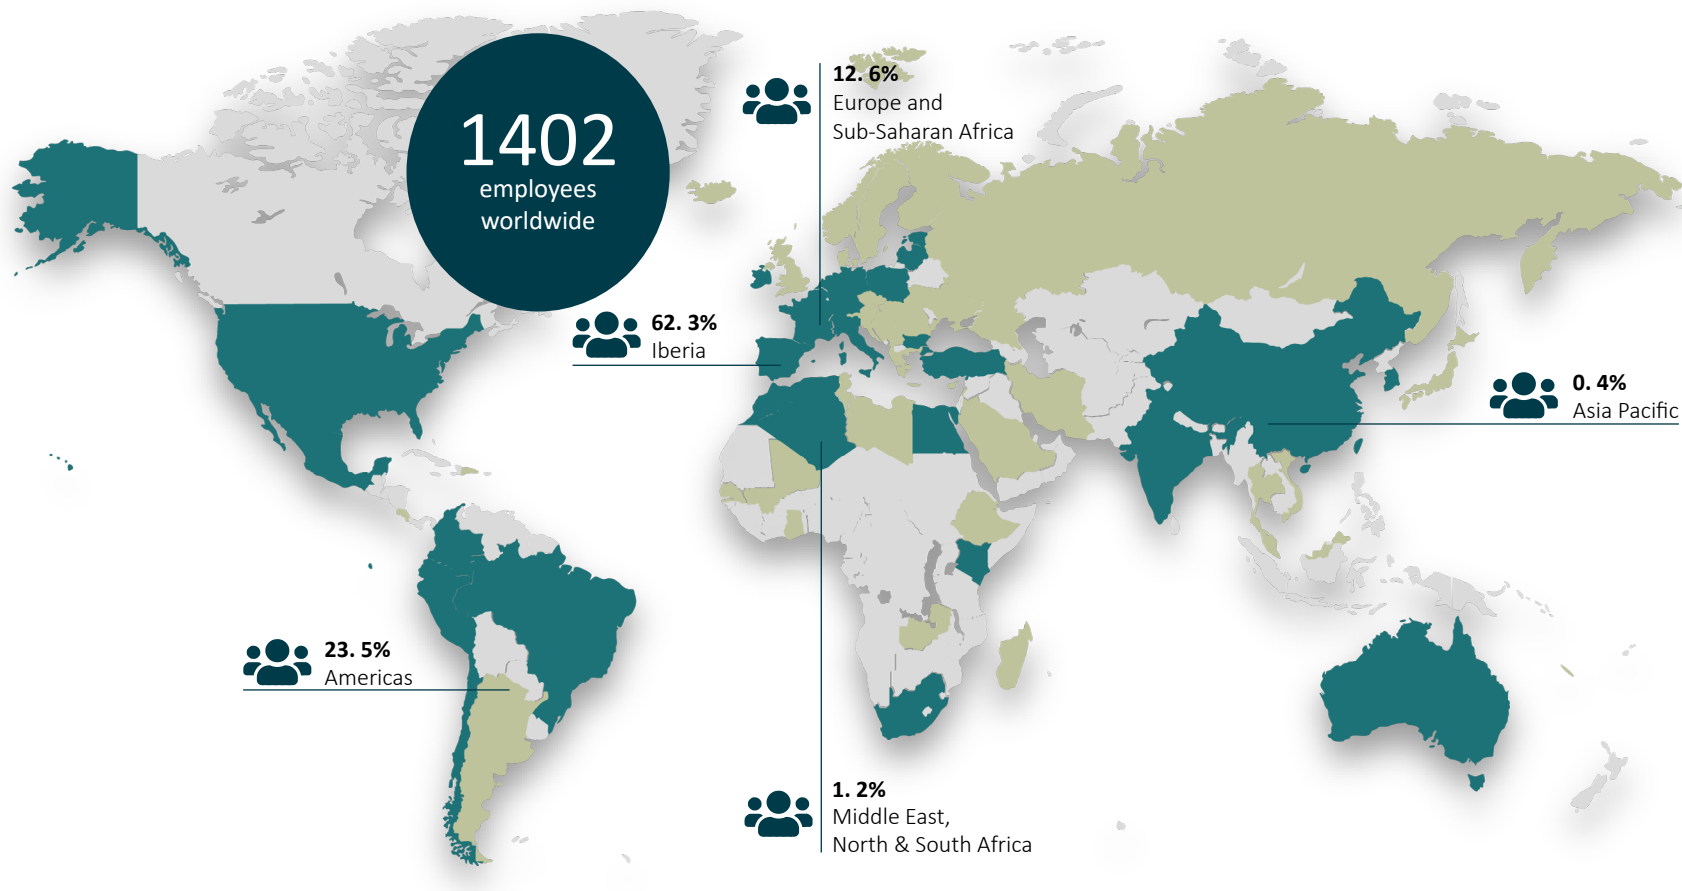 1402
employees
worldwide
12. 6%
Europe and
Sub-Saharan Africa
62. 3%
Iberia
0. 4%
Asia Pacific
23. 5%
Americas
1. 2%
Middle East,
North & South Africa